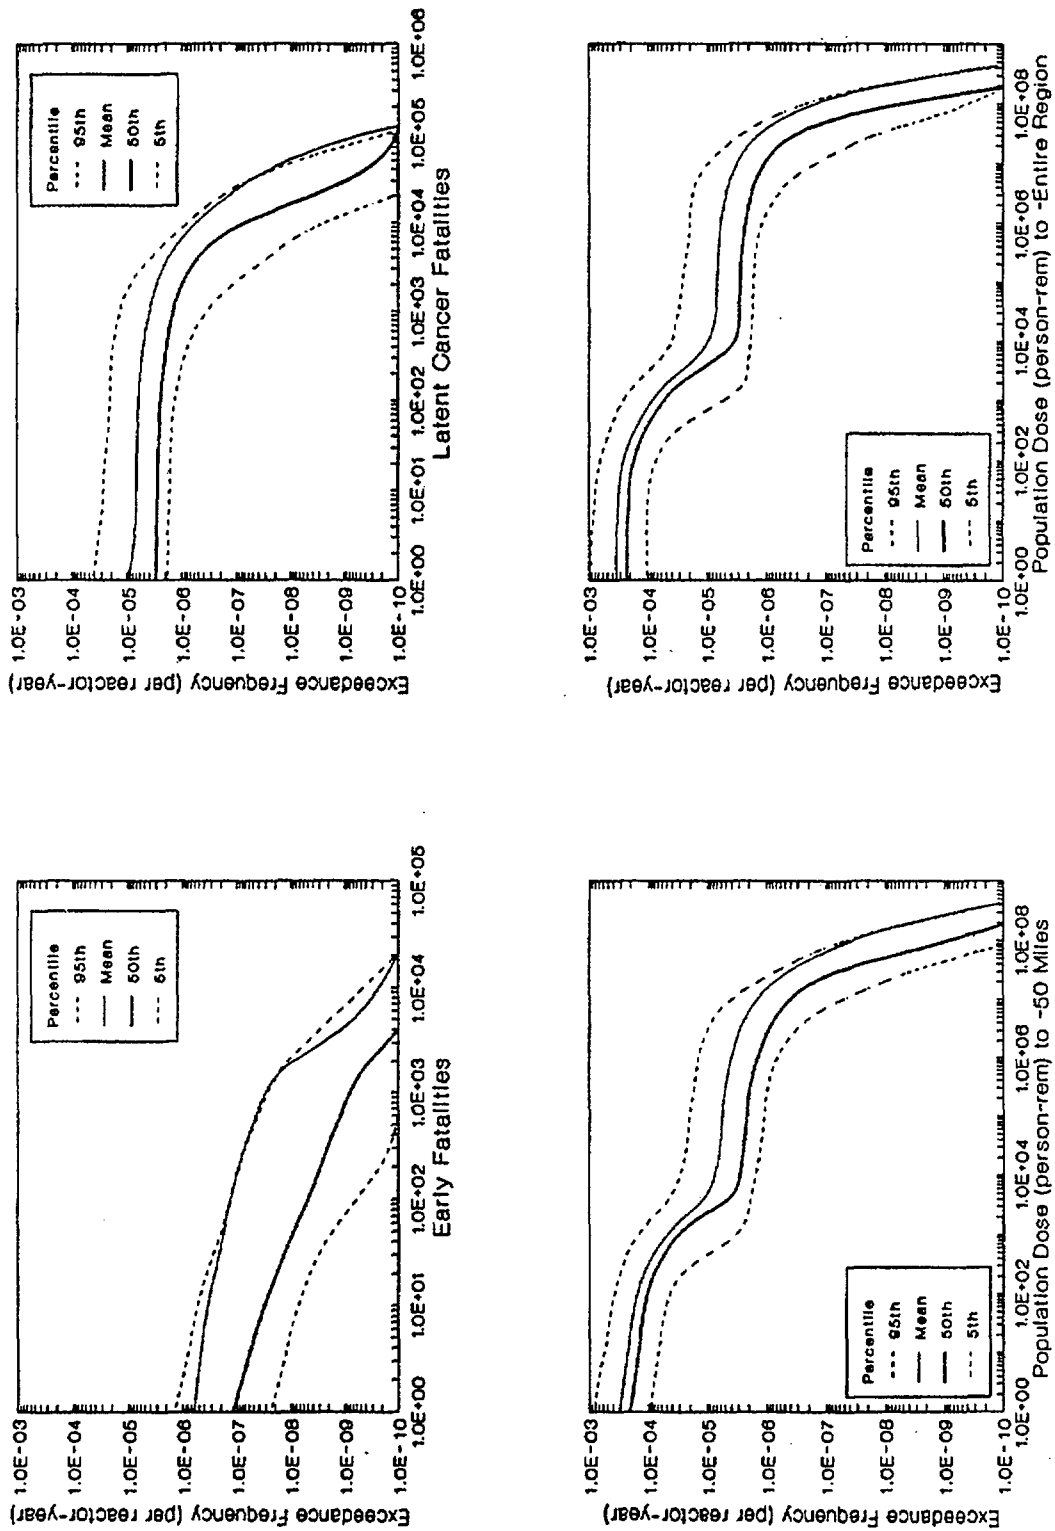 1.0E-03
1.0E-04
1.0E-05
1.0E-06
1.0E-07
1.0E-08
1.0E-09
1.0E-10
Exceedance Frequency (per reactor-year)
Percentile
95th
Mean
50th
5th
1.0E+00
1.0E+01
1.0E+02
1.0E+03
1.0E+04
1.0E+05
Early Fatalities
1.0E-03
1.0E-04
1.0E-05
1.0E-06
1.0E-07
1.0E-08
1.0E-09
1.0E-10
Exceedance Frequency (per reactor-year)
Percentile
95th
Mean
50th
5th
1.0E+00
1.0E+01
1.0E+02
1.0E+03
1.0E+04
1.0E+05
1.0E+06
Latent Cancer Fatalities
1.0E-03
1.0E-04
1.0E-05
1.0E-06
1.0E-07
1.0E-08
1.0E-09
1.0E-10
Exceedance Frequency (per reactor-year)
Percentile
95th
Mean
50th
5th
1.0E+00
1.0E+02
1.0E+04
1.0E+06
1.0E+08
Population Dose (person-rem) to -50 Miles
1.0E-03
1.0E-04
1.0E-05
1.0E-06
1.0E-07
1.0E-08
1.0E-09
1.0E-10
Exceedance Frequency (per reactor-year)
Percentile
95th
Mean
50th
5th
1.0E+00
1.0E+02
1.0E+04
1.0E+06
1.0E+08
Population Dose (person-rem) to -Entire Region